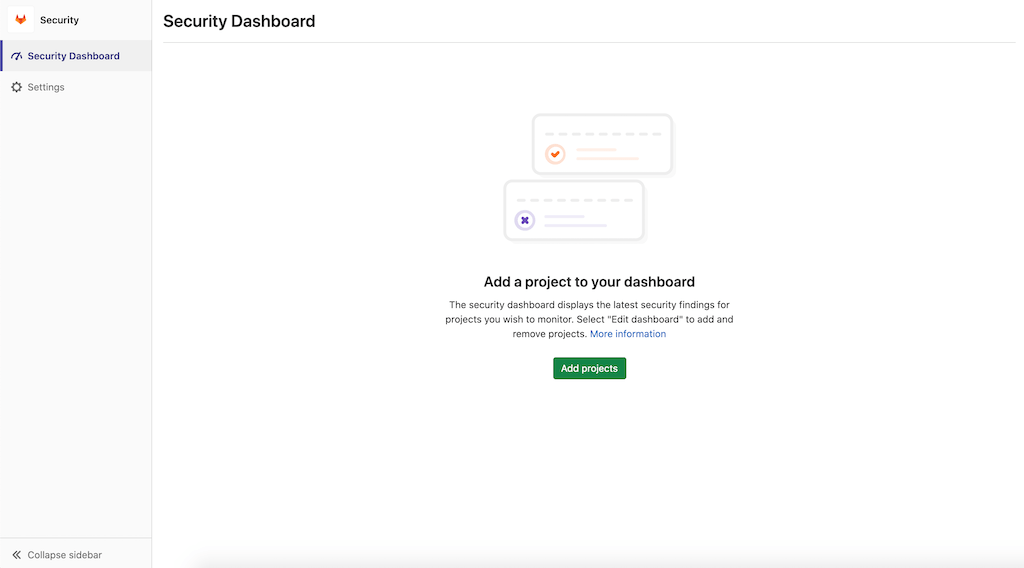 Security
Security Dashboard
Settings
Collapse sidebar
Security Dashboard
Add a project to your dashboard
The security dashboard displays the latest security findings for
projects you wish to monitor. Select "Edit dashboard" to add and
remove projects. More information
Add projects